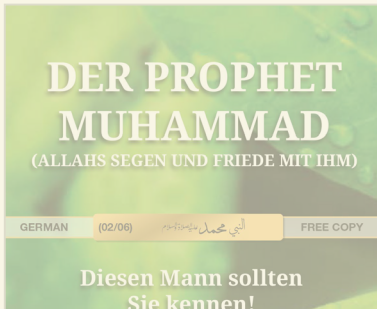 DER PROPHET
MUHAMMAD
(ALLAHS SEGEN UND FRIEDE MIT IHM)
GERMAN (02/06) النبي محمد FREE COPY
Diesen Mann sollten
Sie kennen!